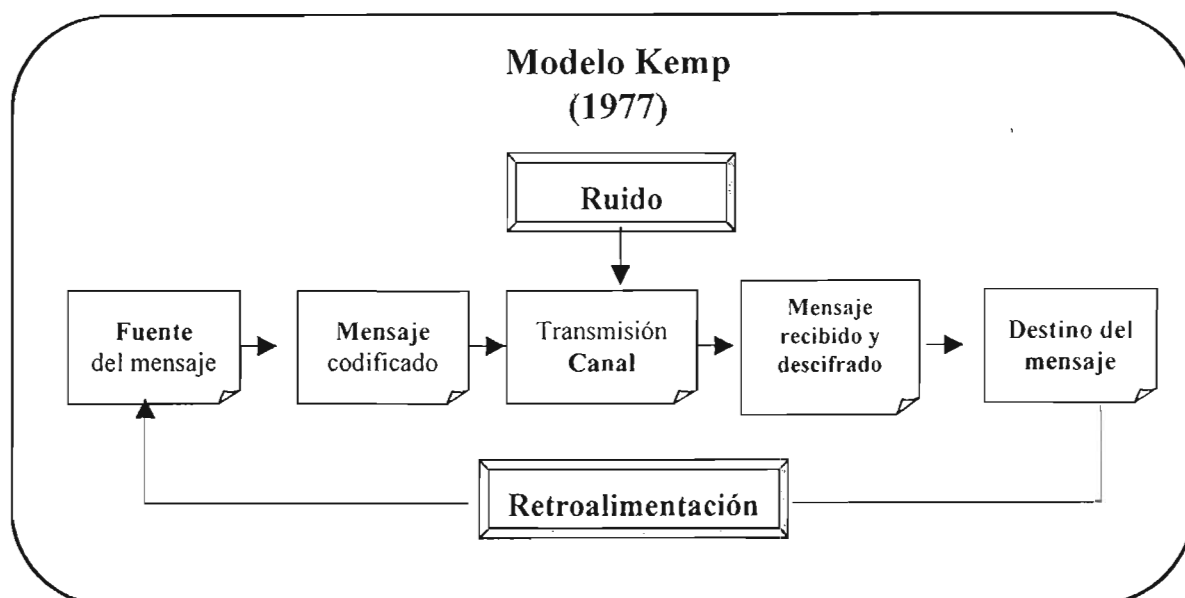 Modelo Kemp
(1977)
Ruido
Fuente
del mensaje
Mensaje
codificado
Transmisión
Canal
Mensaje
recibido y
descifrado
Destino del
mensaje
Retroalimentación